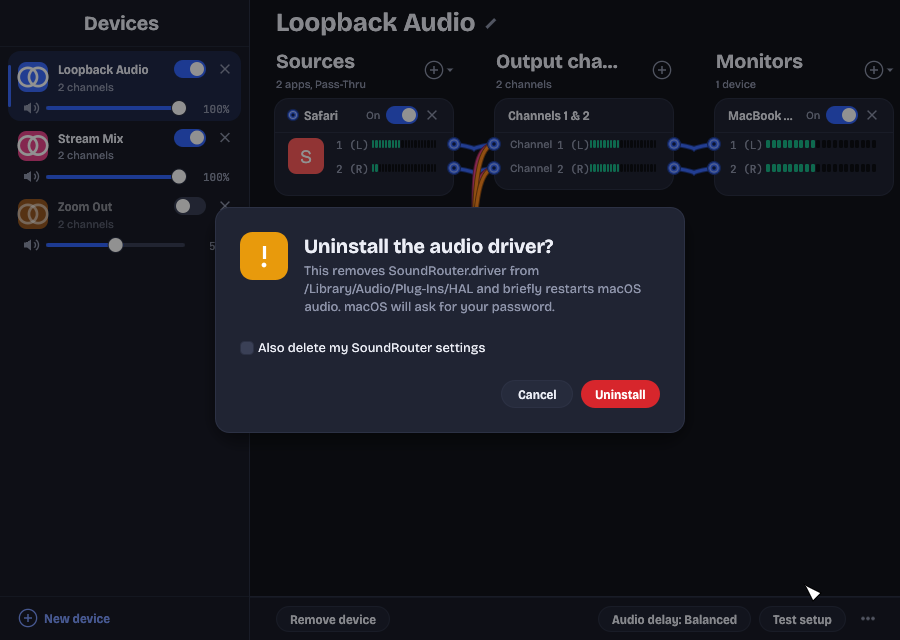 Devices
Loopback Audio
2 channels
100%
Stream Mix
2 channels
100%
Zoom Out
2 channels
Loopback Audio
Sources
2 apps, Pass-Thru
Output cha...
2 channels
Monitors
1 device
Safari
On
S
1 (L)
2 (R)
Channels 1 & 2
Channel 1 (L)
Channel 2 (R)
MacBook ...
On
1 (L)
2 (R)
!
Uninstall the audio driver?
This removes SoundRouter.driver from
/Library/Audio/Plug-Ins/HAL and briefly restarts macOS
audio. macOS will ask for your password.
Also delete my SoundRouter settings
Cancel
Uninstall
New device
Remove device
Audio delay: Balanced
Test setup